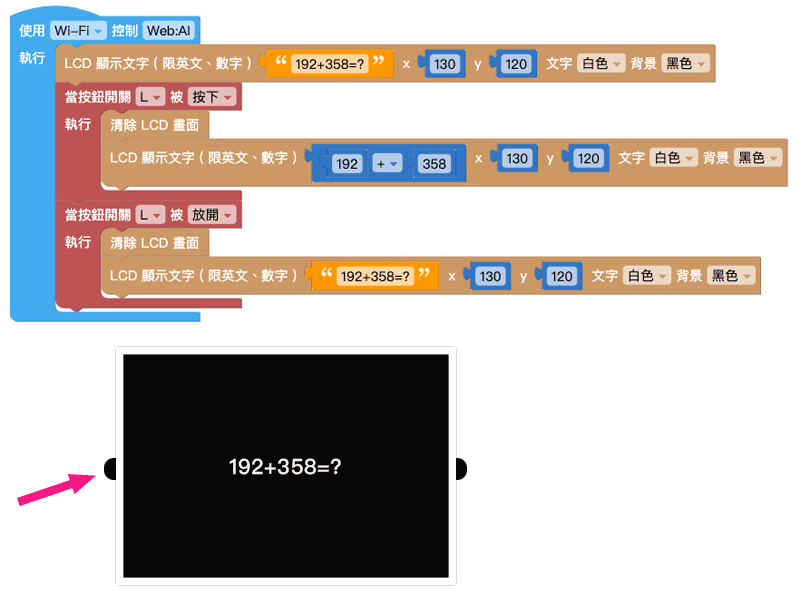 使用 Wi-Fi 控制 Web:AI
執行 LCD 顯示文字(限英文、數字) “ 192+358=? ” x 130 y 120 文字 白色 背景 黑色
當按鈕開關 L 被 按下
執行 清除 LCD 畫面
LCD 顯示文字(限英文、數字) 192 + 358 x 130 y 120 文字 白色 背景 黑色
當按鈕開關 L 被 放開
執行 清除 LCD 畫面
LCD 顯示文字(限英文、數字) “ 192+358=? ” x 130 y 120 文字 白色 背景 黑色
192+358=?